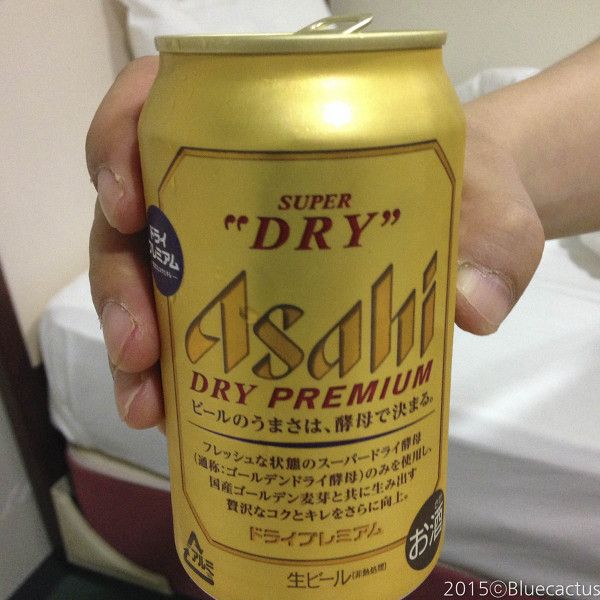 SUPER
"DRY"
Asahi
DRY PREMIUM
ビールのうまさは、酵母で決まる。
フレッシュな状態のスーパードライ酵母
(通称:ゴールデンドライ酵母)のみを使用し、
国産ゴールデン麦芽と共に生み出す
贅沢なコクとキレをさらに向上。
ドライプレミアム
生ビール(非熱処理)
ドライ
プレミアム
アルミ
お酒
2015©Bluecactus